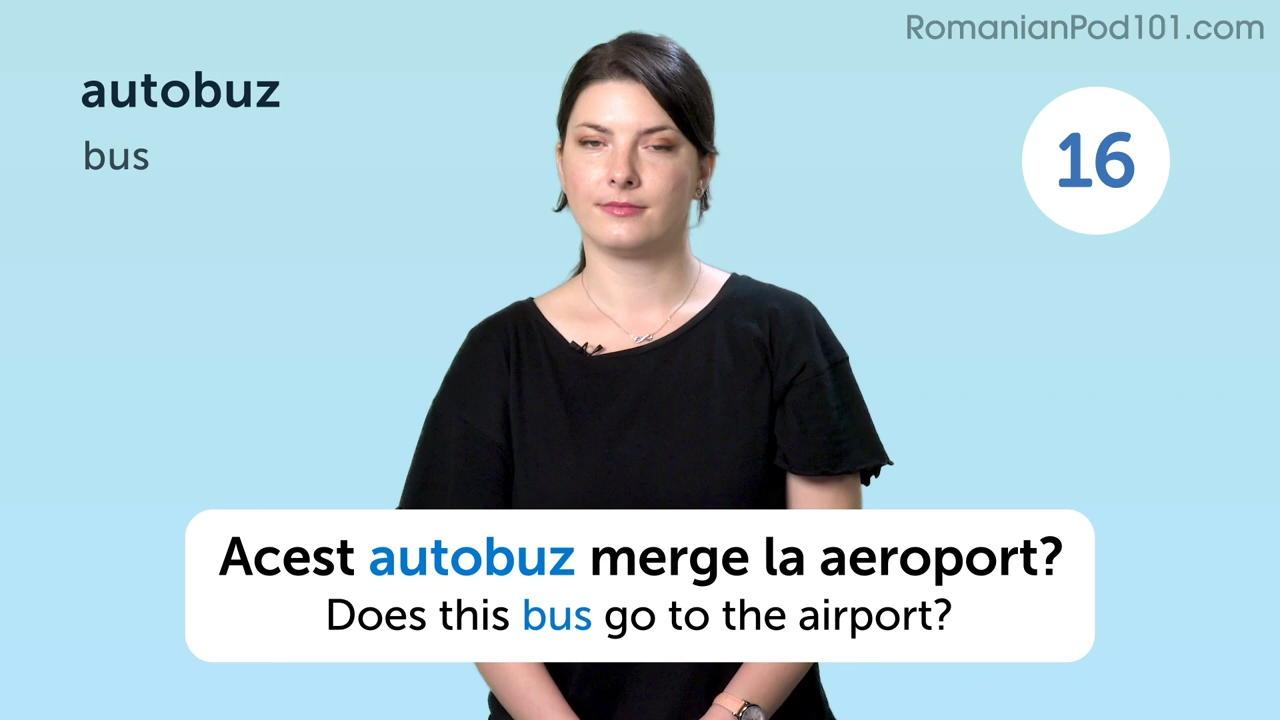 RomanianPod101.com
autobuz
bus
16
Acest autobuz merge la aeroport?
Does this bus go to the airport?